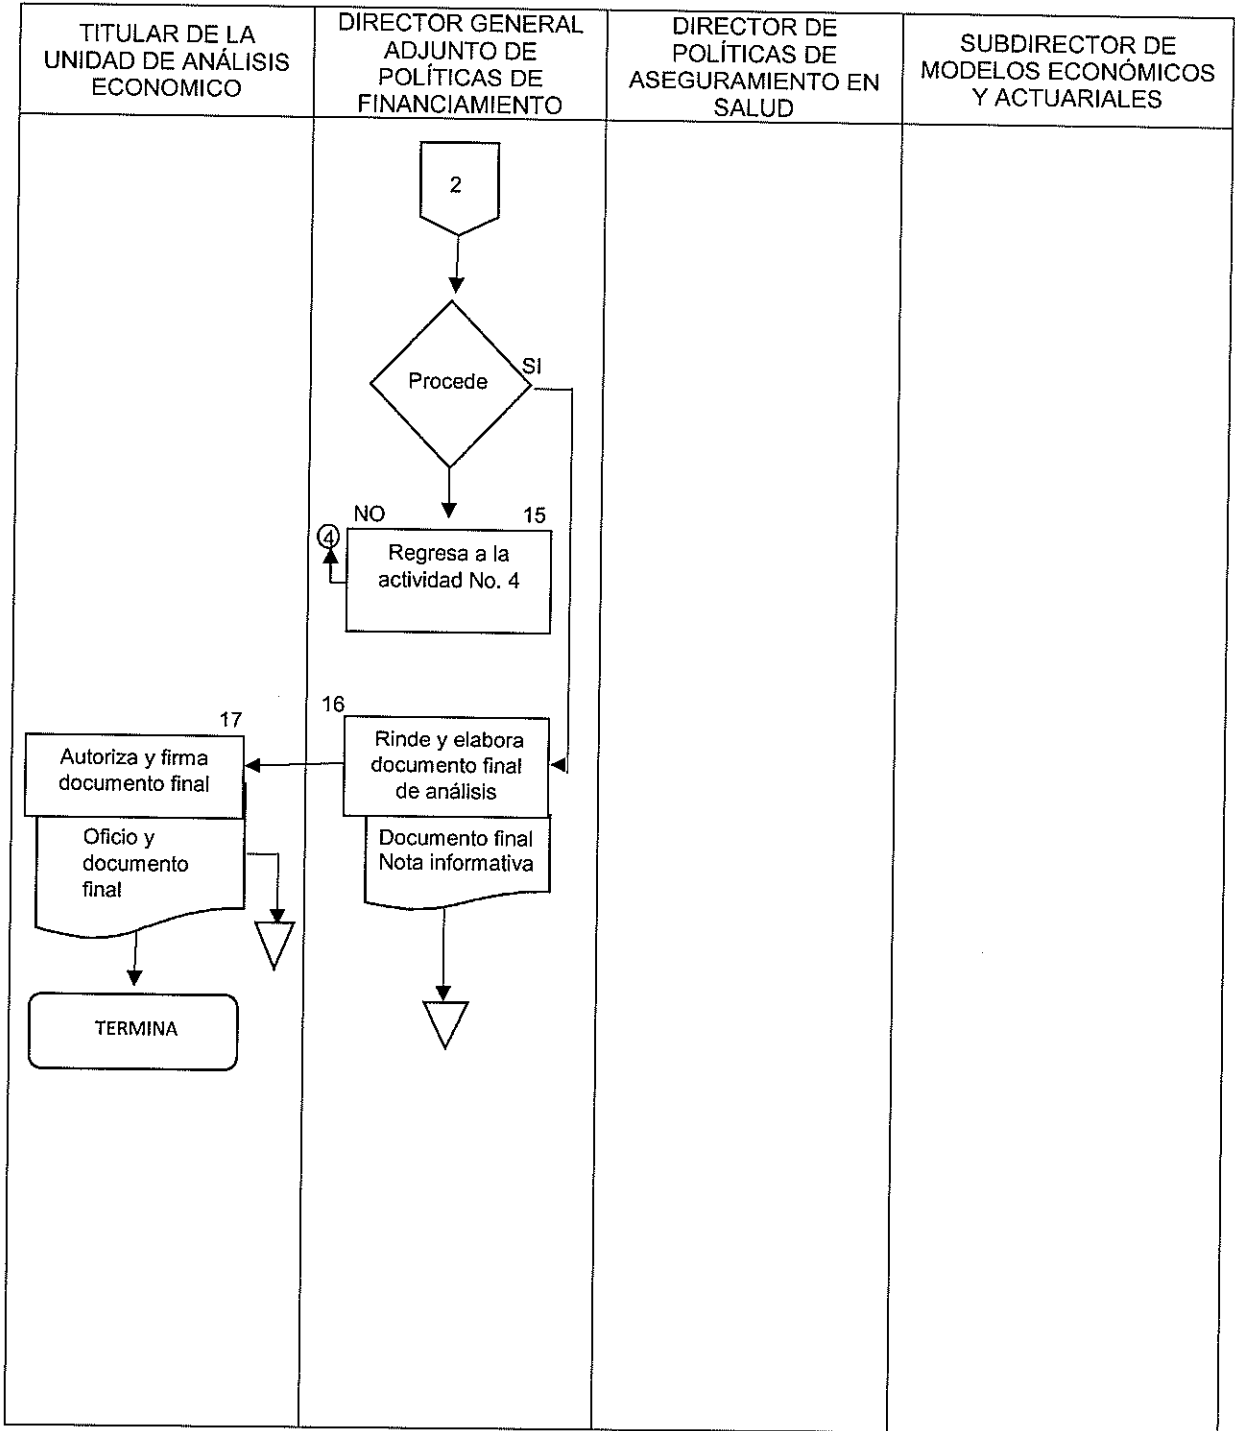 TITULAR DE LA
UNIDAD DE ANÁLISIS
ECONOMICO
DIRECTOR GENERAL
ADJUNTO DE
POLÍTICAS DE
FINANCIAMIENTO
DIRECTOR DE
POLÍTICAS DE
ASEGURAMIENTO EN
SALUD
SUBDIRECTOR DE
MODELOS ECONÓMICOS
Y ACTUARIALES
2
Procede
SI
NO
15
4
Regresa a la
actividad No. 4
16
Rinde y elabora
documento final
de análisis
Documento final
Nota informativa
17
Autoriza y firma
documento final
Oficio y
documento
final
TERMINA